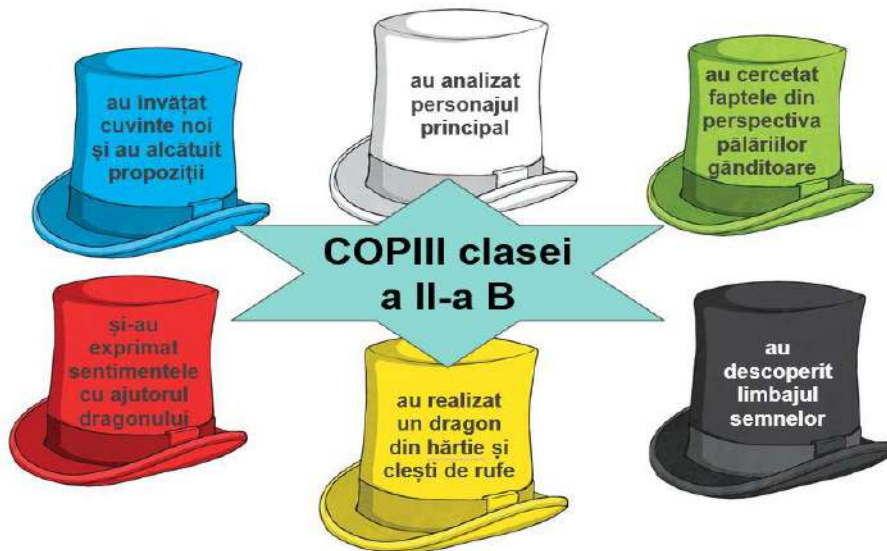 au învățat
cuvinte noi
și au alcătuit
propoziții
au analizat
personajul
principal
au cercetat
faptele din
perspectiva
pălăriilor
gânditoare
COPIII clasei
a II-a B
și-au
exprimat
sentimentele
cu ajutorul
dragonului
au realizat
un dragon
din hărtie și
clești de rufe
au
descoperit
limbajul
semnelor